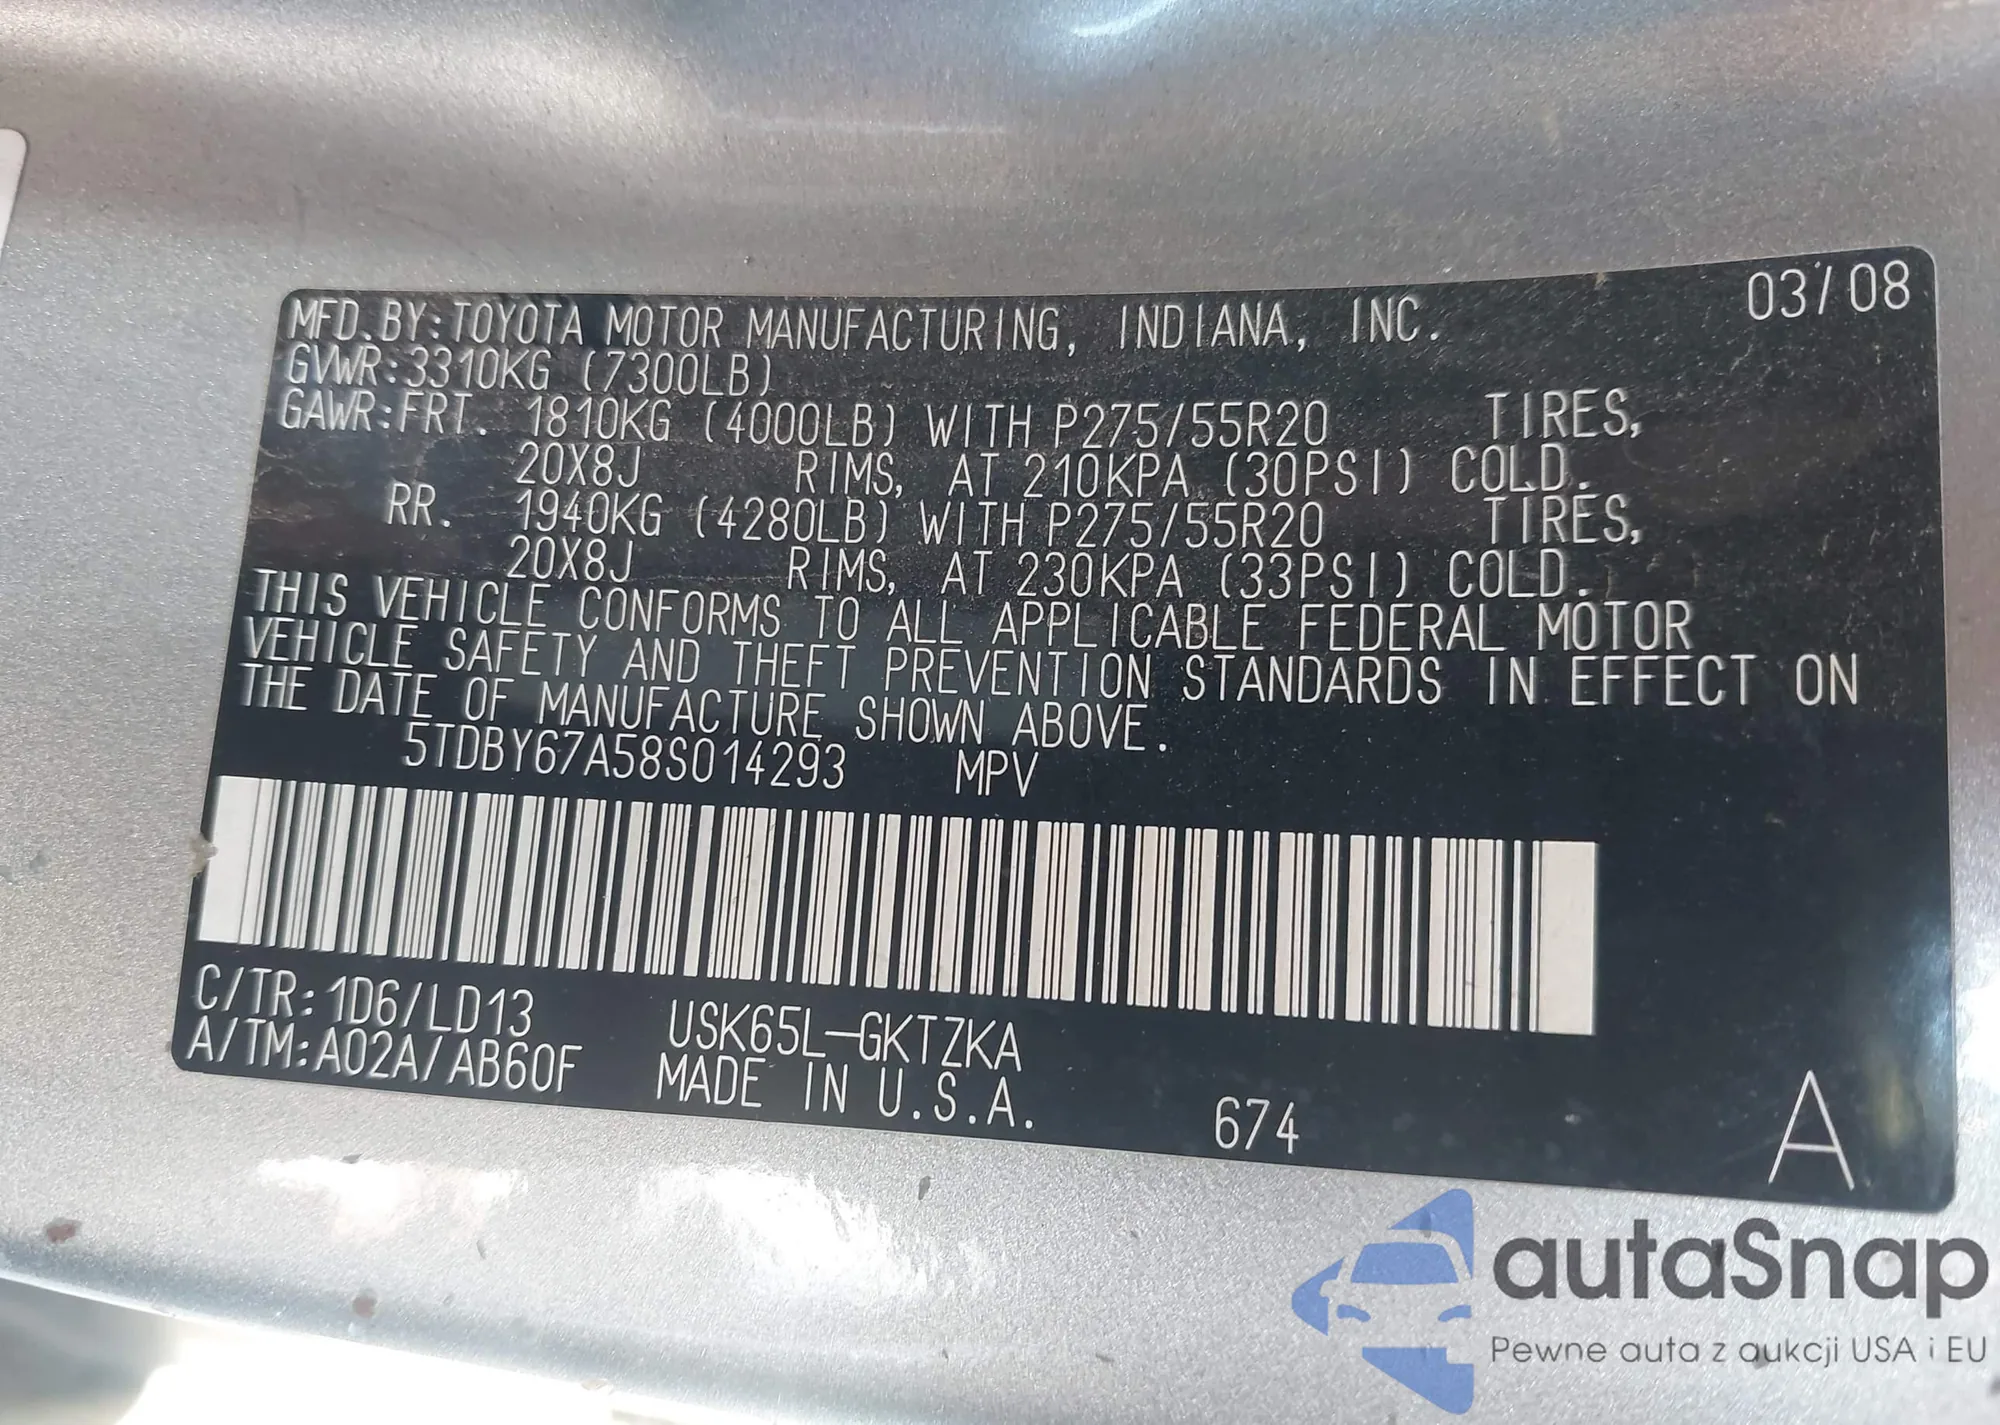 03/08
MFD.BY:TOYOTA MOTOR MANUFACTURING, INDIANA, INC.
GVWR:3310KG (7300LB)
GAWR:FRT. 1810KG (4000LB) WITH P275/55R20 TIRES,
20X8J RIMS, AT 210KPA (30PSI) COLD.
RR. 1940KG (4280LB) WITH P275/55R20 TIRES,
20X8J RIMS, AT 230KPA (33PSI) COLD.
THIS VEHICLE CONFORMS TO ALL APPLICABLE FEDERAL MOTOR
VEHICLE SAFETY AND THEFT PREVENTION STANDARDS IN EFFECT ON
THE DATE OF MANUFACTURE SHOWN ABOVE.
5TDBY67A58S014293 MPV
C/TR:1D6/LD13 USK65L-GKTZKA
A/TM:A02A/AB60F MADE IN U.S.A. 674 A
autaSnap
Pewne auta z aukcji USA i EU